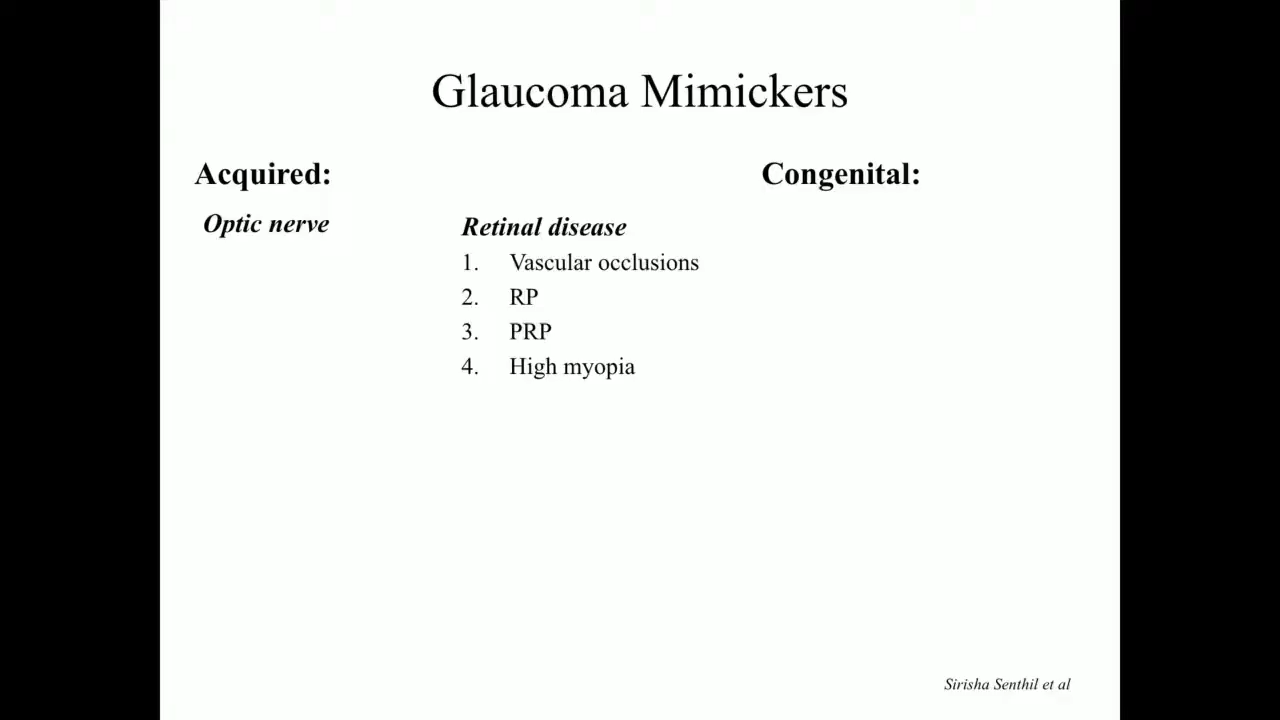 Glaucoma Mimickers
Acquired:
Congenital:
Optic nerve
Retinal disease
1. Vascular occlusions
2. RP
3. PRP
4. High myopia
Sirisha Senthil et al